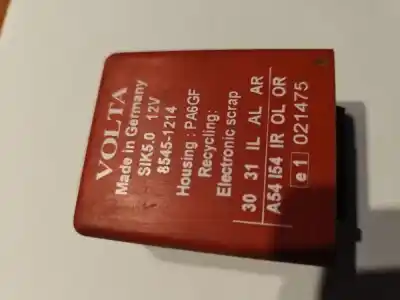 VOLTA
Made in Germany
SIK5.0 12V
8545-1214
Housing : PA6GF
Recycling:
Electronic scrap
30 31 IL AL AR
A54 I54 IR OL OR
e1 021475